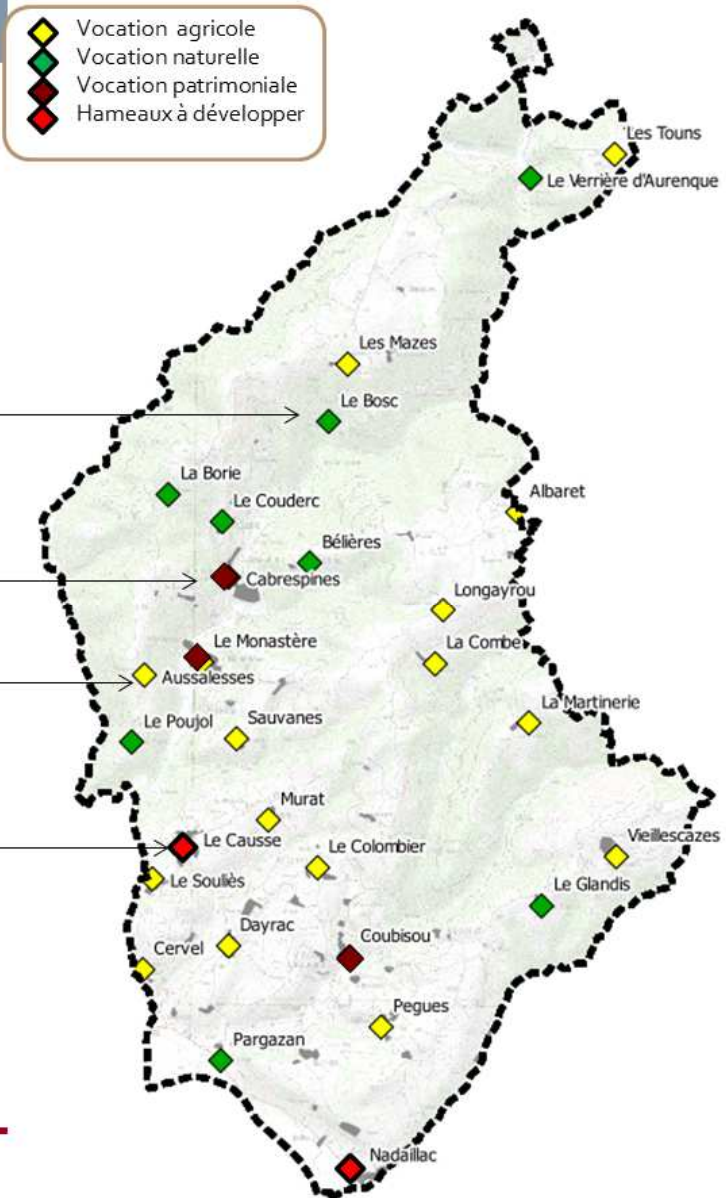 Vocation agricole
Vocation naturelle
Vocation patrimoniale
Hameaux à développer
Les Touns
Le Verrière d'Aurenque
Les Mazes
Le Bosc
La Borie
Le Couderc
Albaret
Bélières
Cabrespines
Longayrou
Le Monastère
La Combe
Aussalesses
La Martinerie
Le Poujol
Sauvanes
Murat
Le Causse
Le Colombier
Vieillescazes
Le Souliès
Le Glandis
Dayrac
Coubisou
Cervel
Pegues
Pargazan
Nadaillac